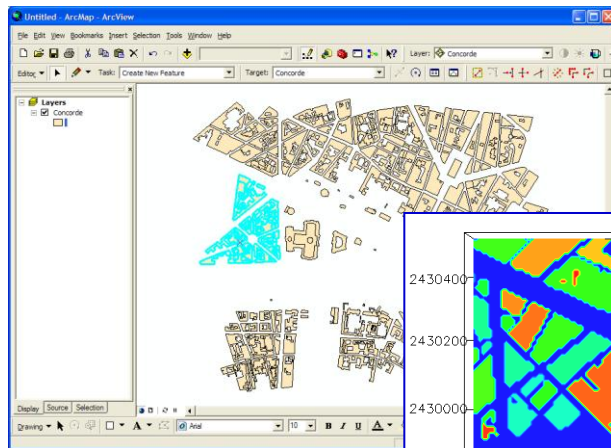 Untitled - ArcMap - ArcView
File Edit View Bookmarks Insert Selection Tools Window Help
Layer: Concorde
Editor Task: Create New Feature Target: Concorde
Layers
Concorde
2430400
2430200
2430000
Display Source Selection
Drawing A Arial 10 B I U A